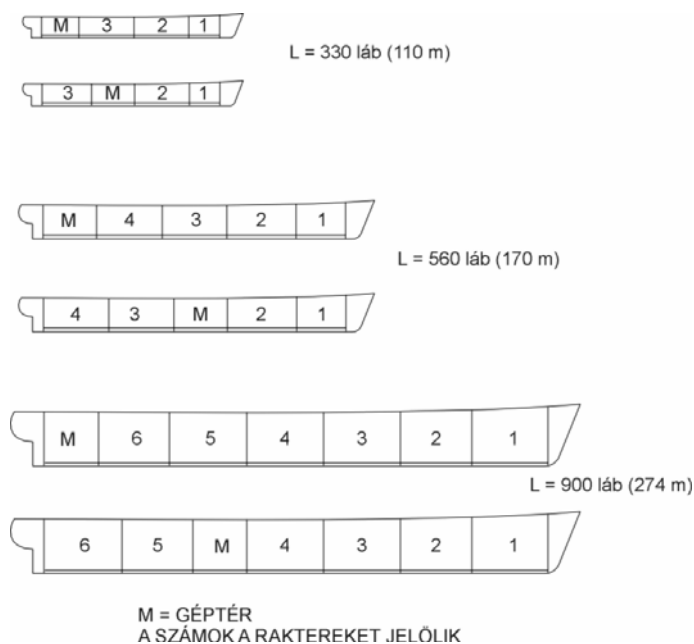 M 3 2 1
L = 330 láb (110 m)
3 M 2 1
M 4 3 2 1
L = 560 láb (170 m)
4 3 M 2 1
M 6 5 4 3 2 1
L = 900 láb (274 m)
6 5 M 4 3 2 1
M = GÉPTÉR
A SZÁMOK A RAKTEREKET JELÖLIK